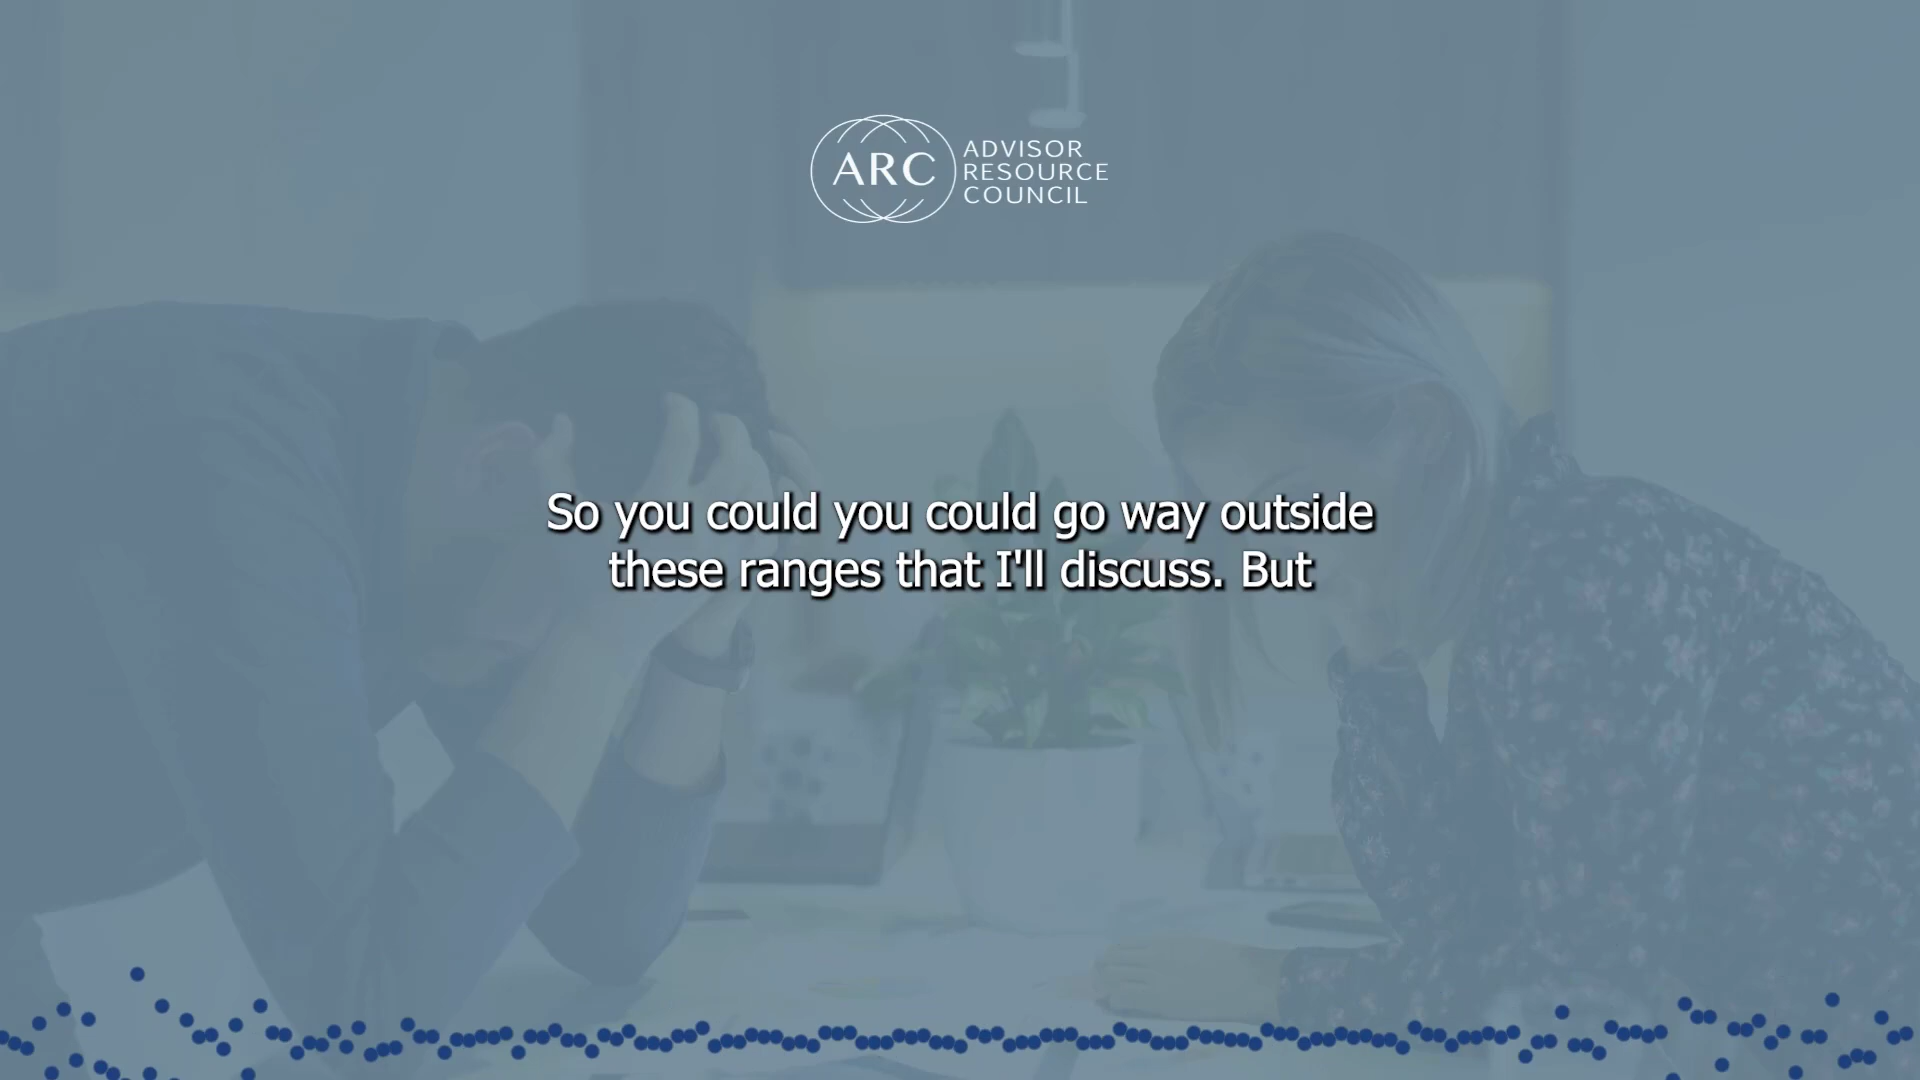 ARC
ADVISOR
RESOURCE
COUNCIL
So you could you could go way outside
these ranges that I'll discuss. But